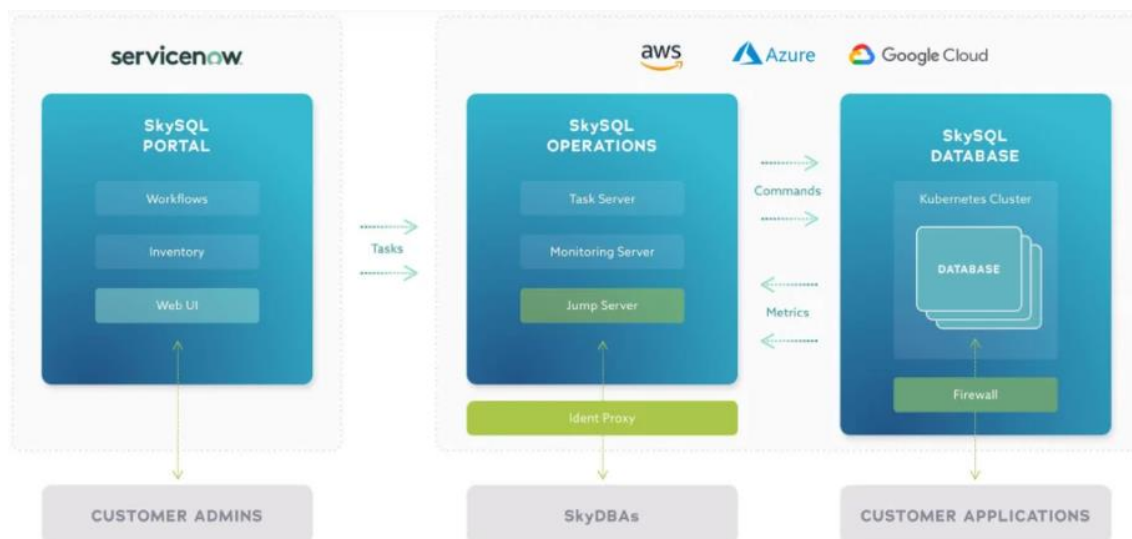 servicenow
aws
Azure
Google Cloud
SkySQL
PORTAL
Workflows
Inventory
Web UI
Tasks
SkySQL
OPERATIONS
Task Server
Monitoring Server
Jump Server
Ident Proxy
Commands
Metrics
SkySQL
DATABASE
Kubernetes Cluster
DATABASE
Firewall
CUSTOMER ADMINS
SkyDBAs
CUSTOMER APPLICATIONS